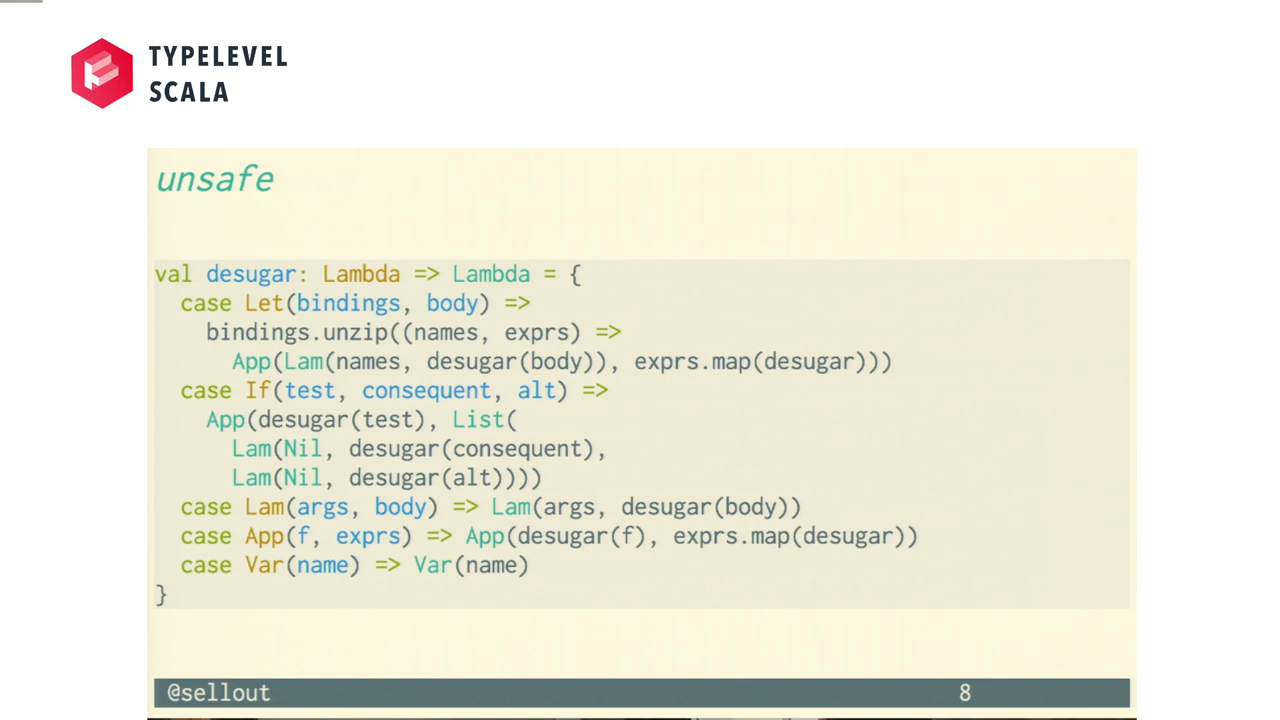 TYPELEVEL
SCALA
unsafe
val desugar: Lambda => Lambda = {
  case Let(bindings, body) =>
    bindings.unzip((names, exprs) =>
      App(Lam(names, desugar(body)), exprs.map(desugar)))
  case If(test, consequent, alt) =>
    App(desugar(test), List(
      Lam(Nil, desugar(consequent),
      Lam(Nil, desugar(alt))))
  case Lam(args, body) => Lam(args, desugar(body))
  case App(f, exprs) => App(desugar(f), exprs.map(desugar))
  case Var(name) => Var(name)
}
@sellout 8